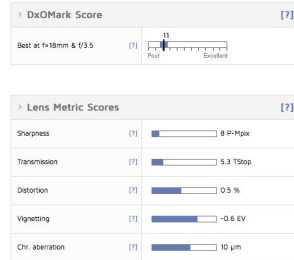 DxOMark Score [?]
11
Best at f=18mm & f/3.5 [?]
Poor Excellent
Lens Metric Scores [?]
Sharpness [?] 8 P-Mpix
Transmission [?] 5.3 TStop
Distortion [?] 0.5 %
Vignetting [?] -0.6 EV
Chr. aberration [?] 10 µm